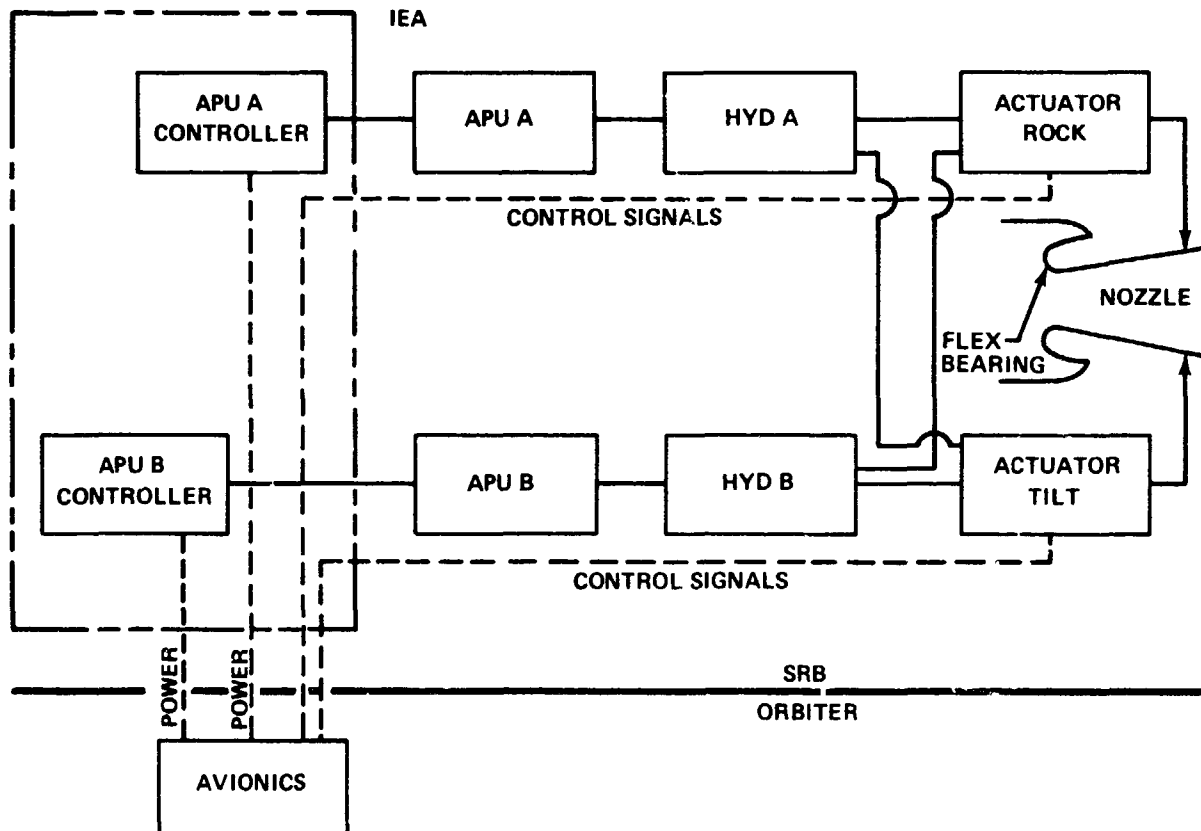 IEA
APU A
CONTROLLER
APU A
HYD A
ACTUATOR
ROCK
CONTROL SIGNALS
NOZZLE
FLEX
BEARING
APU B
CONTROLLER
APU B
HYD B
ACTUATOR
TILT
CONTROL SIGNALS
POWER
POWER
SRB
ORBITER
AVIONICS